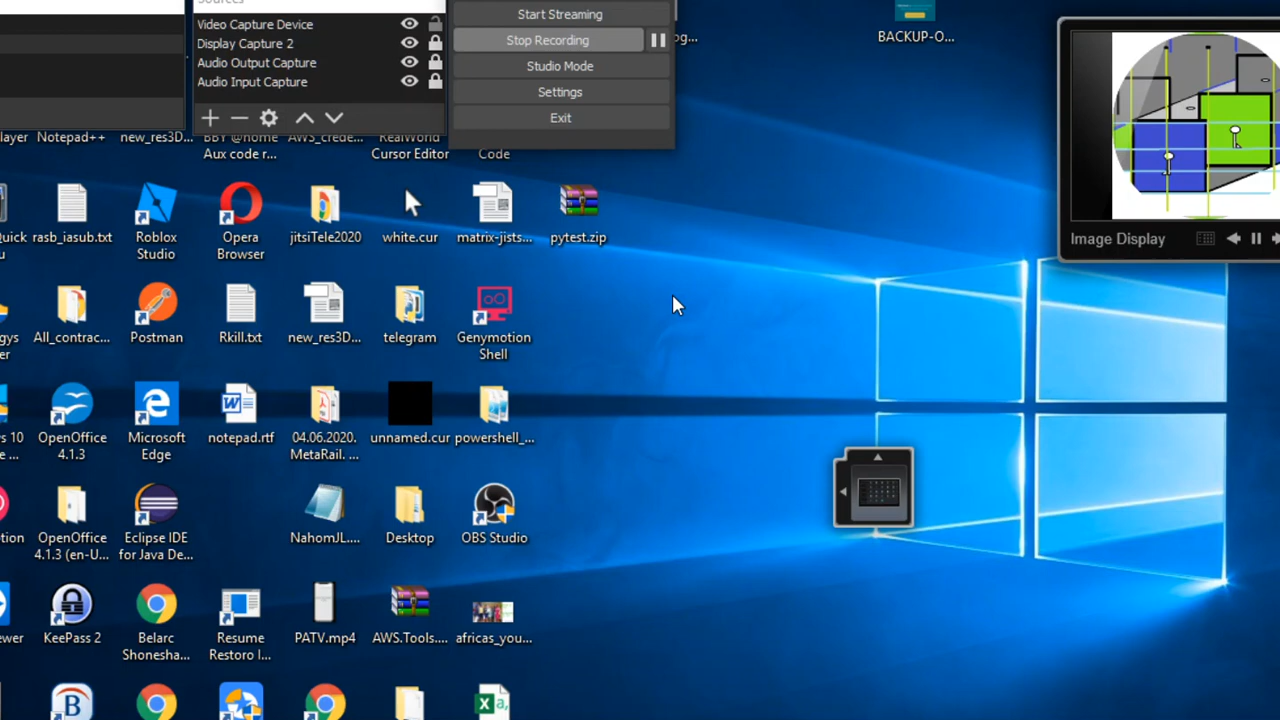 Sources
Video Capture Device
Display Capture 2
Audio Output Capture
Audio Input Capture
Start Streaming
Stop Recording
Studio Mode
Settings
Exit
BACKUP-O...
Image Display
Notepad++
new_res3D...
BBY @home
Aux code r...
AWS_crede...
RealWorld
Cursor Editor
Code
rasb_iasub.txt
Roblox
Studio
Opera
Browser
jitsiTele2020
white.cur
matrix-jists...
pytest.zip
All_contrac...
Postman
Rkill.txt
new_res3D...
telegram
Genymotion
Shell
OpenOffice
4.1.3
Microsoft
Edge
notepad.rtf
04.06.2020.
MetaRail. ...
unnamed.cur
powershell_...
OpenOffice
4.1.3 (en-U...
Eclipse IDE
for Java De...
NahomJL....
Desktop
OBS Studio
KeePass 2
Belarc
Shonesha...
Resume
Restoro I...
PATV.mp4
AWS.Tools....
africas_you...